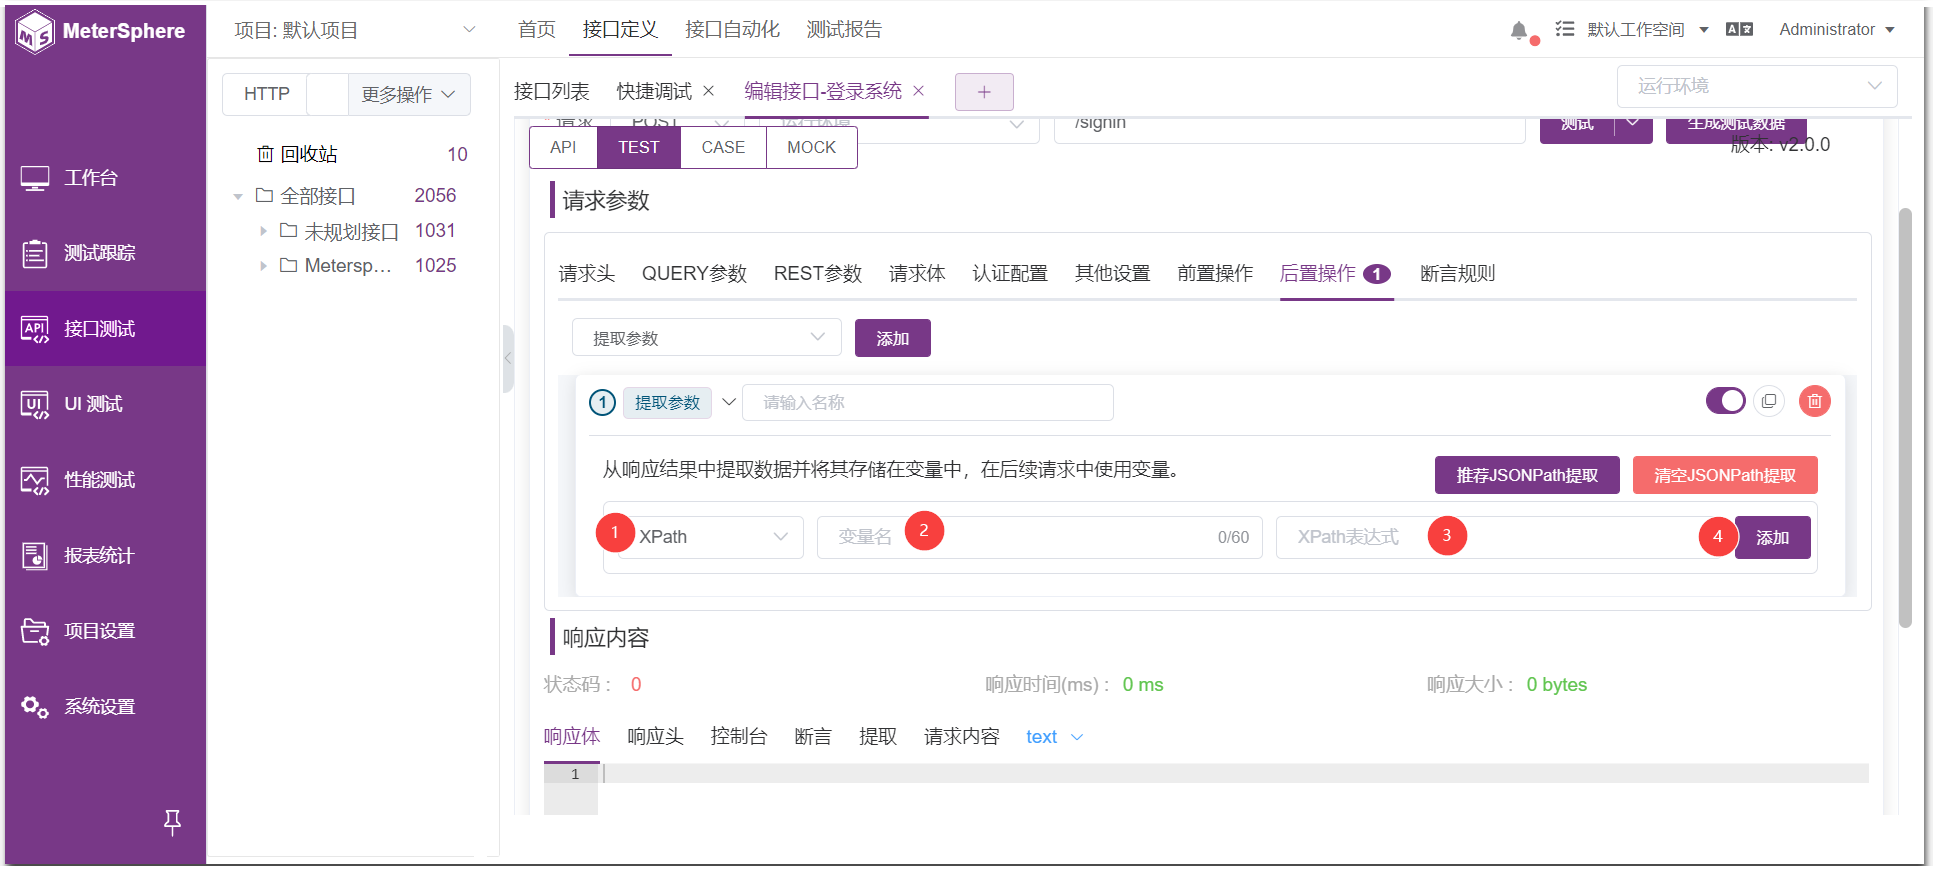 MeterSphere
项目: 默认项目
首页 接口定义 接口自动化 测试报告
默认工作空间
Administrator
HTTP 更多操作
接口列表 快捷调试 编辑接口-登录系统 +
运行环境
* 请求 POST 运行环境 /signin 测试 生成测试数据
API TEST CASE MOCK
版本: v2.0.0
回收站 10
全部接口 2056
未规划接口 1031
Metersp... 1025
工作台
测试跟踪
接口测试
UI 测试
性能测试
报表统计
项目设置
系统设置
请求参数
请求头 QUERY参数 REST参数 请求体 认证配置 其他设置 前置操作 后置操作 1 断言规则
提取参数 添加
1 提取参数 请输入名称
从响应结果中提取数据并将其存储在变量中，在后续请求中使用变量。
推荐JSONPath提取 清空JSONPath提取
1 XPath 变量名 2 0/60 XPath表达式 3 4 添加
响应内容
状态码 : 0 响应时间(ms) : 0 ms 响应大小 : 0 bytes
响应体 响应头 控制台 断言 提取 请求内容 text
1